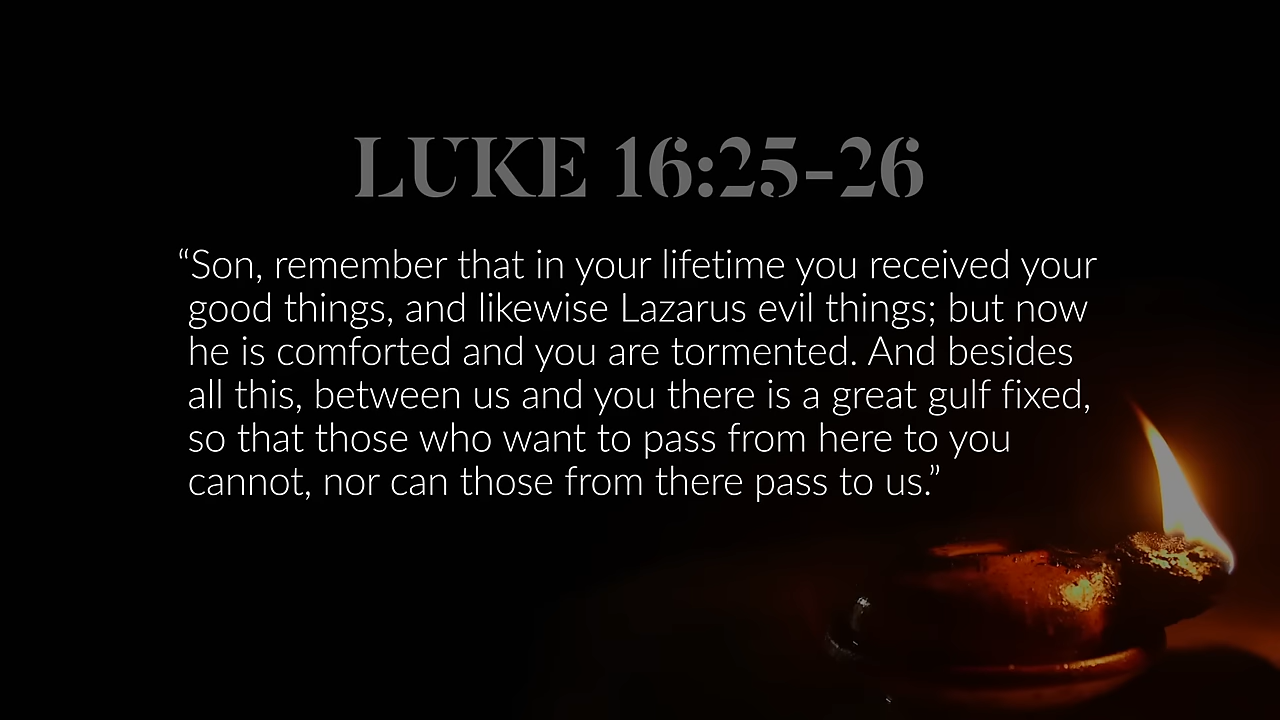 LUKE 16:25-26
“Son, remember that in your lifetime you received your
good things, and likewise Lazarus evil things; but now
he is comforted and you are tormented. And besides
all this, between us and you there is a great gulf fixed,
so that those who want to pass from here to you
cannot, nor can those from there pass to us.”